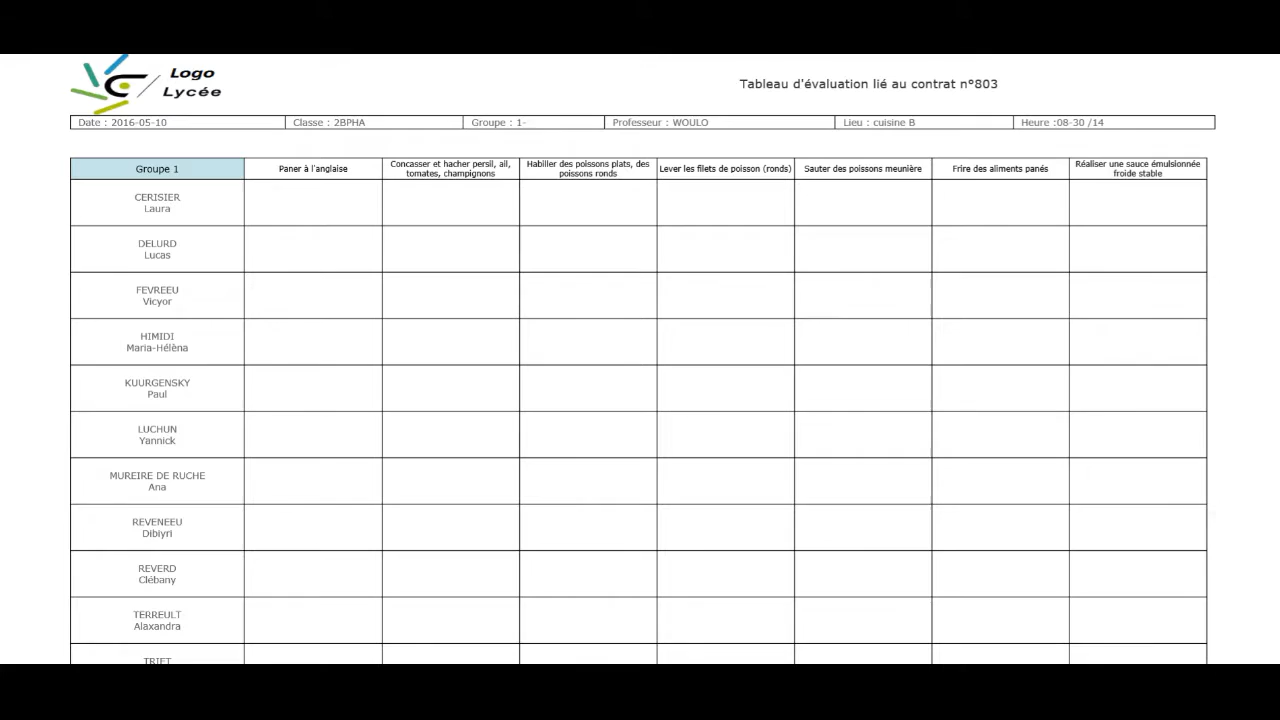 Logo
Lycée
Tableau d'évaluation lié au contrat n°803
Date : 2016-05-10 Classe : 2BPHA Groupe : 1- Professeur : WOULO Lieu : cuisine B Heure :08-30 /14
Groupe 1
Paner à l'anglaise
Concasser et hacher persil, ail,
tomates, champignons
Habiller des poissons plats, des
poissons ronds
Lever les filets de poisson (ronds)
Sauter des poissons meunière
Frire des aliments panés
Réaliser une sauce émulsionnée
froide stable
CERISIER
Laura
DELURD
Lucas
FEVREEU
Vicyor
HIMIDI
Maria-Hélèna
KUURGENSKY
Paul
LUCHUN
Yannick
MUREIRE DE RUCHE
Ana
REVENEEU
Dibiyri
REVERD
Clébany
TERREULT
Alaxandra
TRIET